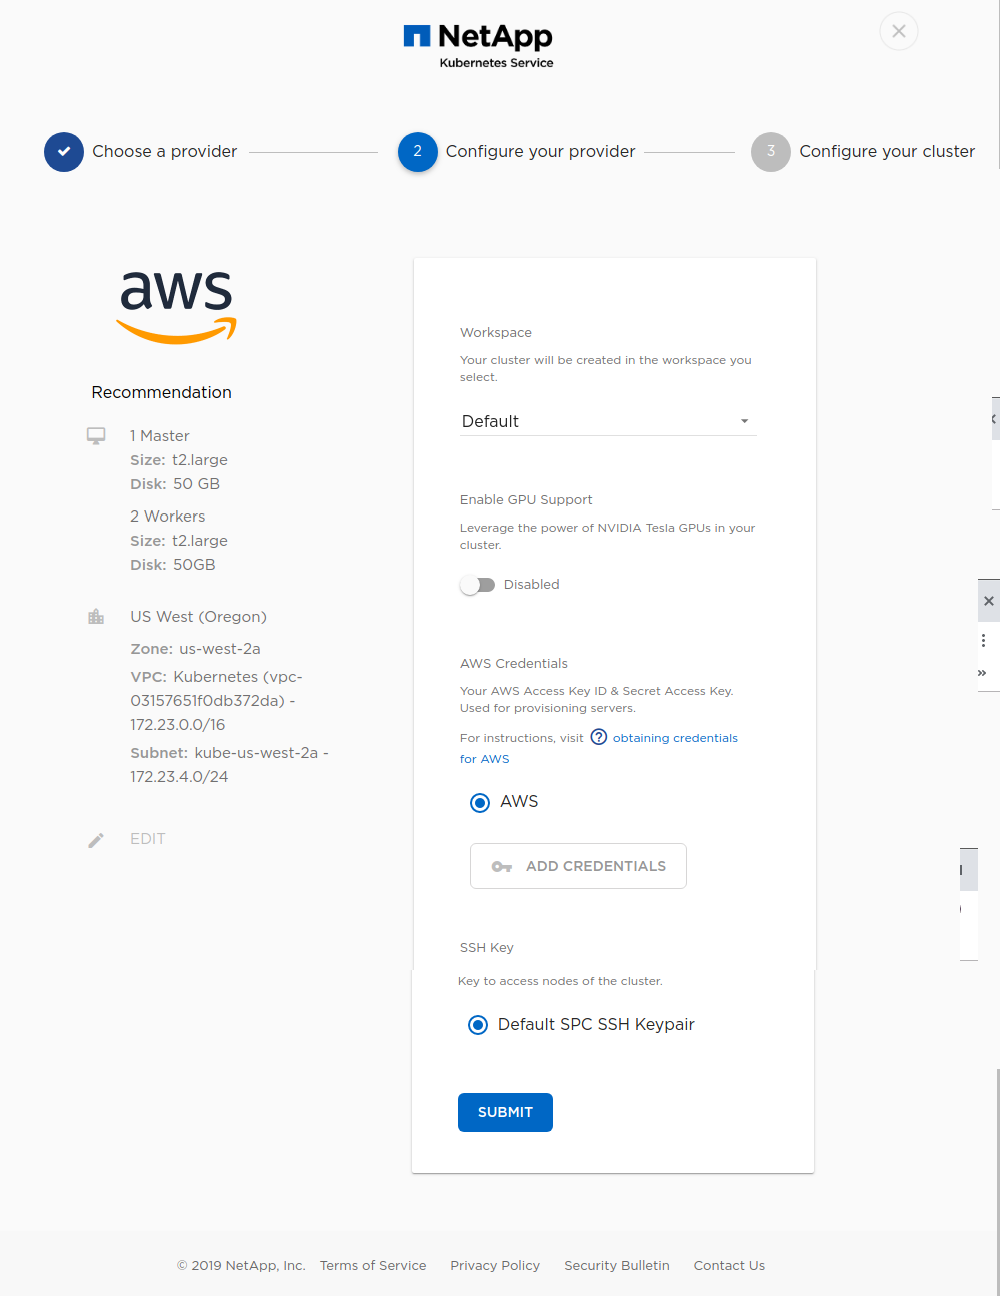 NetApp
Kubernetes Service
Choose a provider
2
Configure your provider
3
Configure your cluster
aws
Recommendation
1 Master
Size: t2.large
Disk: 50 GB
2 Workers
Size: t2.large
Disk: 50GB
US West (Oregon)
Zone: us-west-2a
VPC: Kubernetes (vpc-
03157651f0db372da) -
172.23.0.0/16
Subnet: kube-us-west-2a -
172.23.4.0/24
EDIT
Workspace
Your cluster will be created in the workspace you
select.
Default
Enable GPU Support
Leverage the power of NVIDIA Tesla GPUs in your
cluster.
Disabled
AWS Credentials
Your AWS Access Key ID & Secret Access Key.
Used for provisioning servers.
For instructions, visit ? obtaining credentials
for AWS
AWS
ADD CREDENTIALS
SSH Key
Key to access nodes of the cluster.
Default SPC SSH Keypair
SUBMIT
© 2019 NetApp, Inc. Terms of Service Privacy Policy Security Bulletin Contact Us